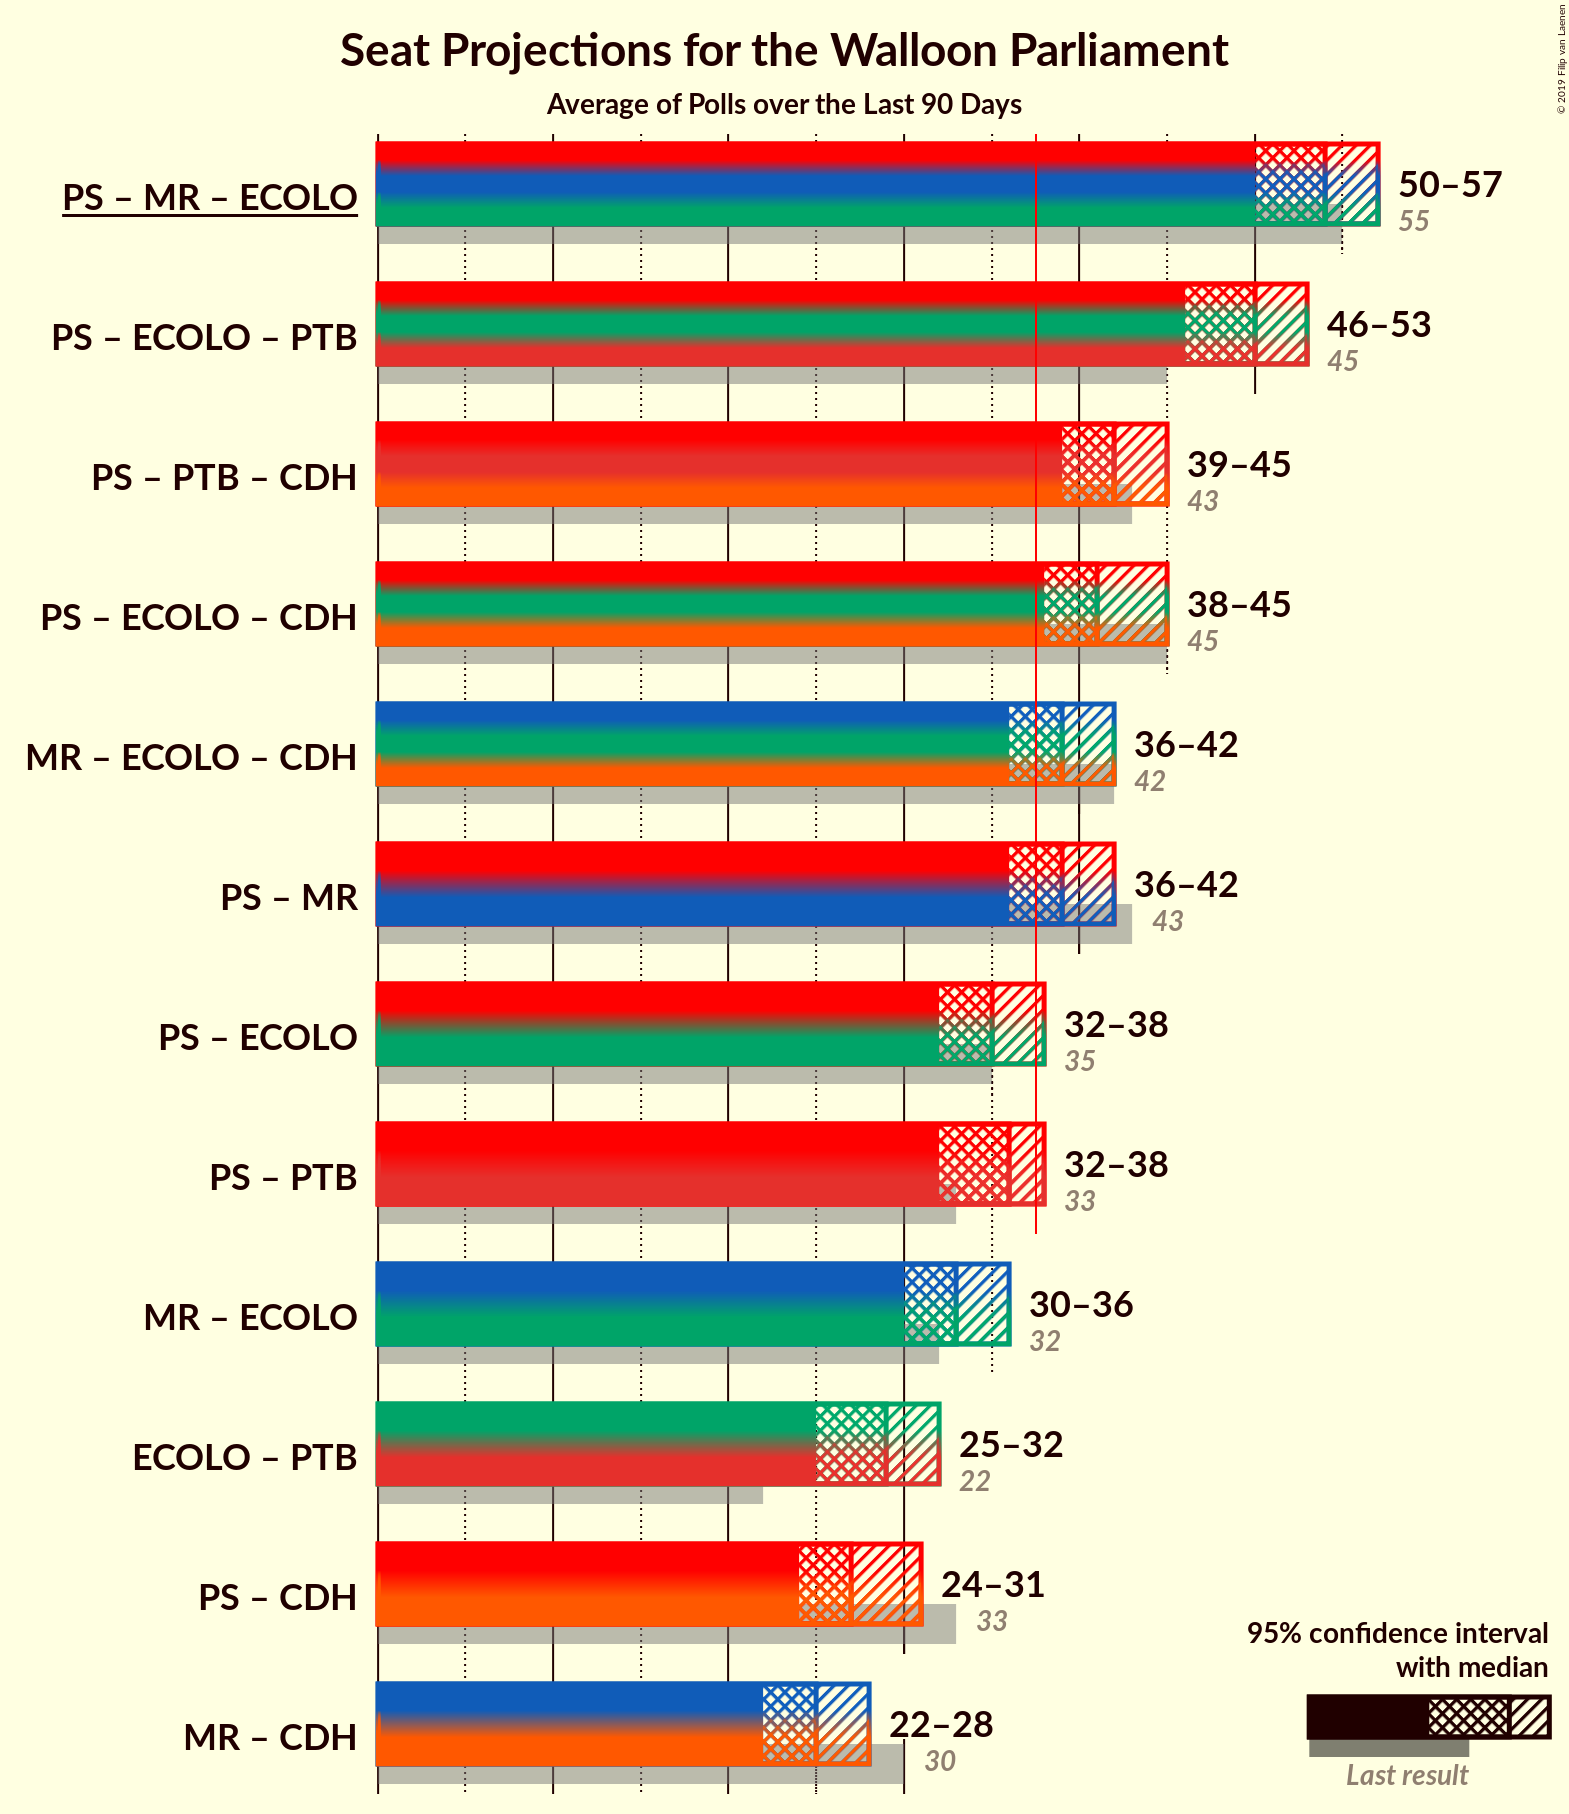 Seat Projections for the Walloon Parliament
Average of Polls over the Last 90 Days
© 2019 Filip van Laenen
PS – MR – ECOLO
50–57
55
PS – ECOLO – PTB
46–53
45
PS – PTB – CDH
39–45
43
PS – ECOLO – CDH
38–45
45
MR – ECOLO – CDH
36–42
42
PS – MR
36–42
43
PS – ECOLO
32–38
35
PS – PTB
32–38
33
MR – ECOLO
30–36
32
ECOLO – PTB
25–32
22
PS – CDH
24–31
33
MR – CDH
22–28
30
95% confidence interval
with median
Last result